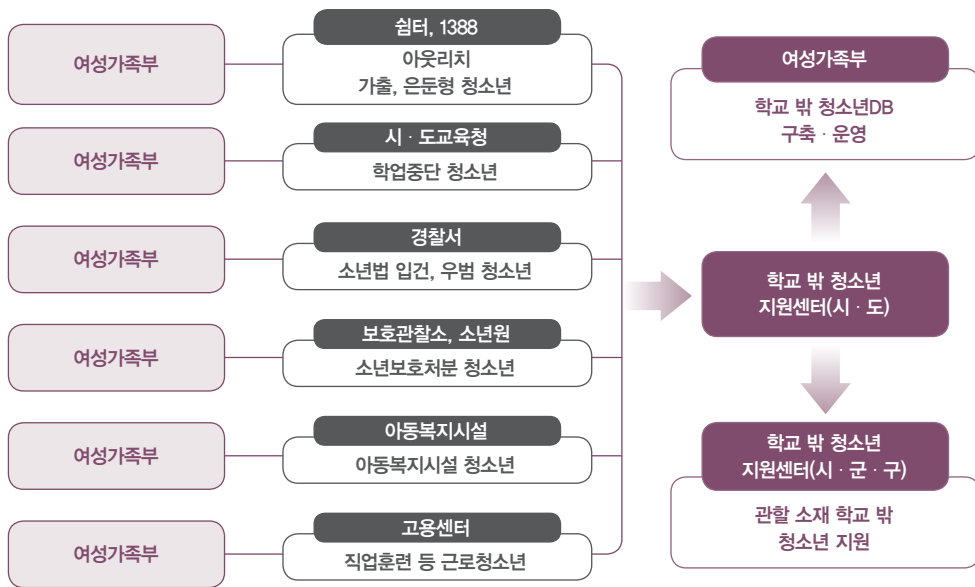 여성가족부
쉼터, 1388
아웃리치
가출, 은둔형 청소년
여성가족부
시 · 도교육청
학업중단 청소년
여성가족부
경찰서
소년법 입건, 우범 청소년
여성가족부
보호관찰소, 소년원
소년보호처분 청소년
여성가족부
아동복지시설
아동복지시설 청소년
여성가족부
고용센터
직업훈련 등 근로청소년
여성가족부
학교 밖 청소년DB
구축 · 운영
학교 밖 청소년
지원센터(시 · 도)
학교 밖 청소년
지원센터(시 · 군 · 구)
관할 소재 학교 밖
청소년 지원